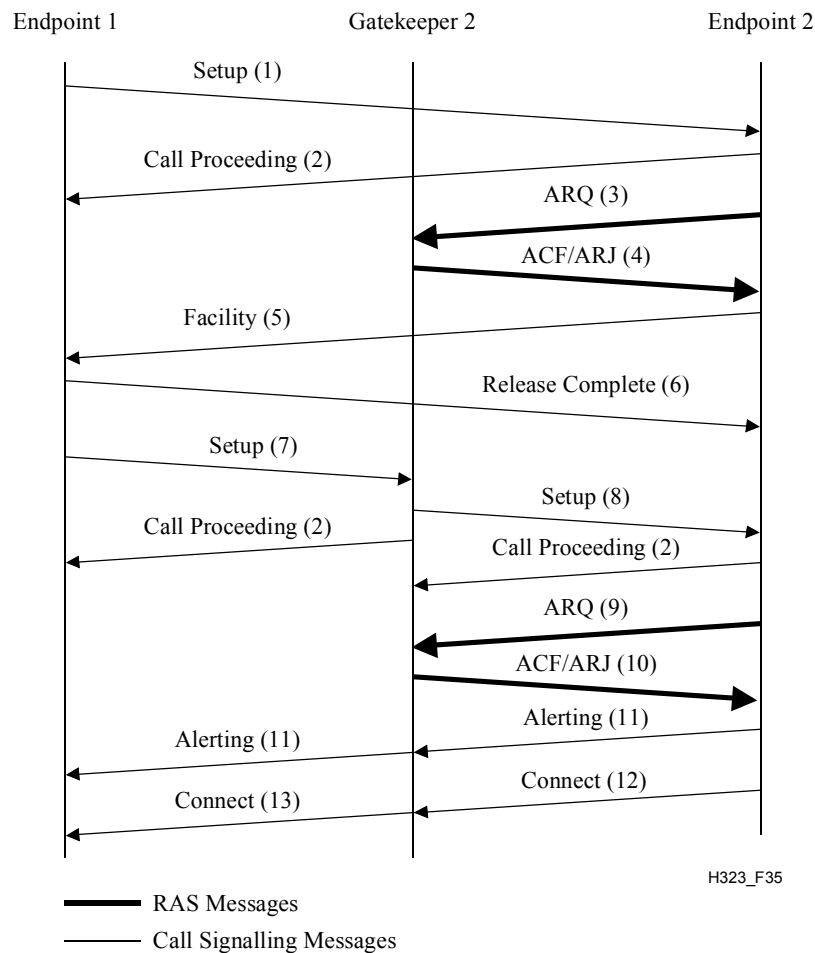 Endpoint 1 Gatekeeper 2 Endpoint 2
Setup (1)
Call Proceeding (2)
ARQ (3)
ACF/ARJ (4)
Facility (5)
Release Complete (6)
Setup (7)
Setup (8)
Call Proceeding (2)
Call Proceeding (2)
ARQ (9)
ACF/ARJ (10)
Alerting (11)
Alerting (11)
Connect (12)
Connect (13)
H323_F35
RAS Messages
Call Signalling Messages